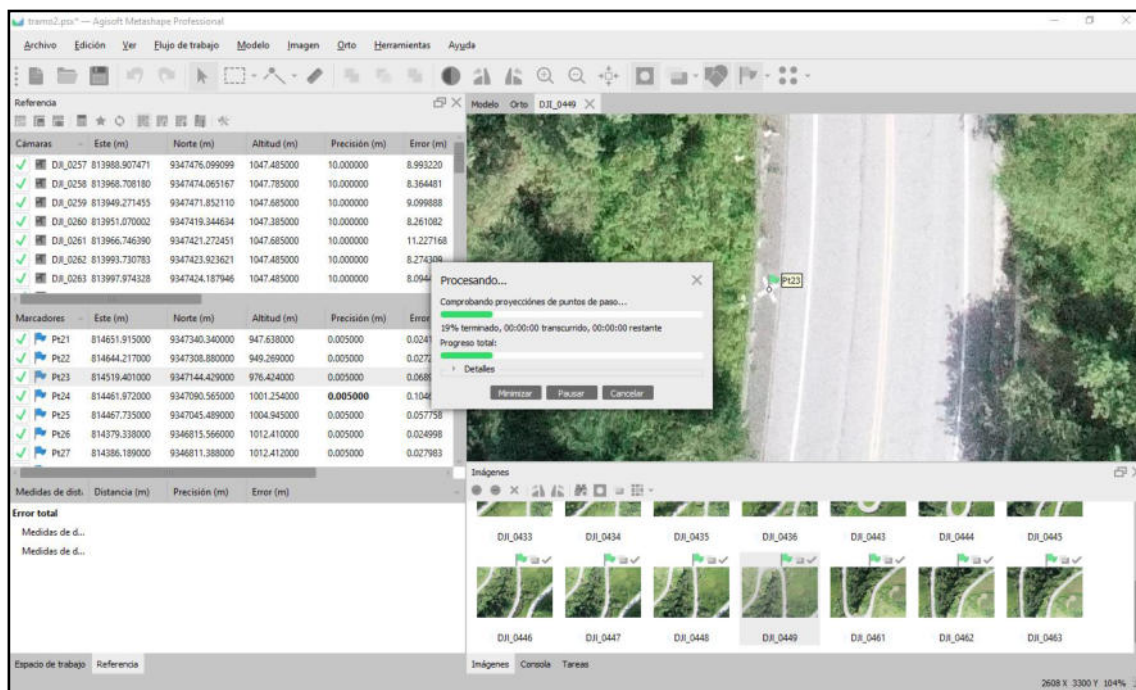 tramo2.psx* — Agisoft Metashape Professional
Archivo Edición Ver Flujo de trabajo Modelo Imagen Orto Herramientas Ayuda
Referencia
Cámaras Este (m) Norte (m) Altitud (m) Precisión (m) Error (m)
DJI_0257 813988.907471 9347476.099099 1047.485000 10.000000 8.993220
DJI_0258 813968.708180 9347474.065167 1047.785000 10.000000 8.364481
DJI_0259 813949.271455 9347471.852110 1047.685000 10.000000 9.099888
DJI_0260 813951.070002 9347419.344634 1047.385000 10.000000 8.261082
DJI_0261 813966.746390 9347421.272451 1047.685000 10.000000 11.227168
DJI_0262 813993.730783 9347423.923621 1047.485000 10.000000 8.274309
DJI_0263 813997.974328 9347424.187946 1047.485000 10.000000 8.094
Marcadores Este (m) Norte (m) Altitud (m) Precisión (m) Error
Pt21 814651.915000 9347340.340000 947.638000 0.005000 0.024
Pt22 814644.217000 9347308.880000 949.269000 0.005000 0.027
Pt23 814519.401000 9347144.429000 976.424000 0.005000 0.068
Pt24 814461.972000 9347090.565000 1001.254000 0.005000 0.104
Pt25 814467.735000 9347045.489000 1004.945000 0.005000 0.057758
Pt26 814379.338000 9346815.566000 1012.410000 0.005000 0.024998
Pt27 814386.189000 9346811.388000 1012.412000 0.005000 0.027983
Medidas de dist. Distancia (m) Precisión (m) Error (m)
Error total
Medidas de d...
Medidas de d...
Espacio de trabajo Referencia
Modelo Orto DJI_0449
Pt23
Procesando...
Comprobando proyecciónes de puntos de paso...
19% terminado, 00:00:00 transcurrido, 00:00:00 restante
Progreso total:
Detalles
Minimizar Pausar Cancelar
Imágenes
DJI_0433 DJI_0434 DJI_0435 DJI_0436 DJI_0443 DJI_0444 DJI_0445
DJI_0446 DJI_0447 DJI_0448 DJI_0449 DJI_0461 DJI_0462 DJI_0463
Imágenes Consola Tareas
2608 X 3300 Y 104%